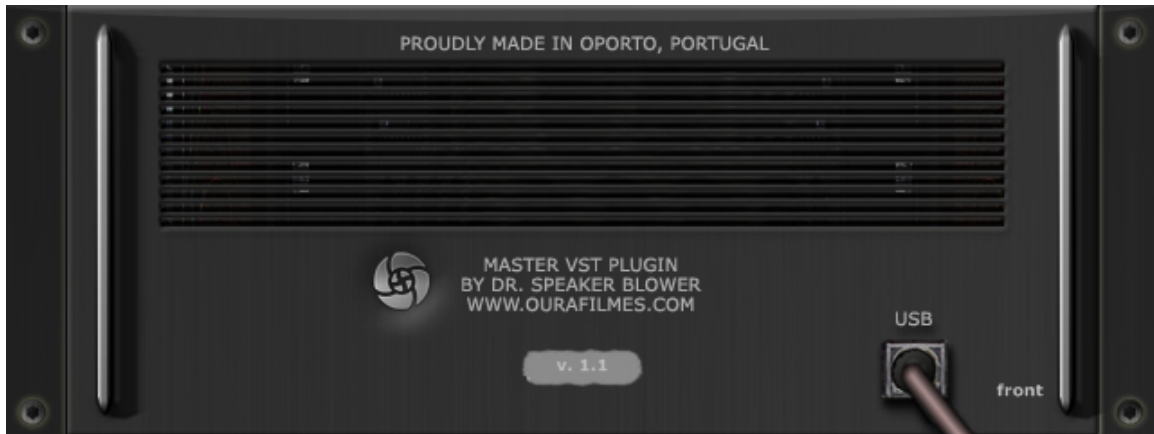 PROUDLY MADE IN OPORTO, PORTUGAL
MASTER VST PLUGIN
BY DR. SPEAKER BLOWER
WWW.OURAFILMES.COM
USB
v. 1.1
front